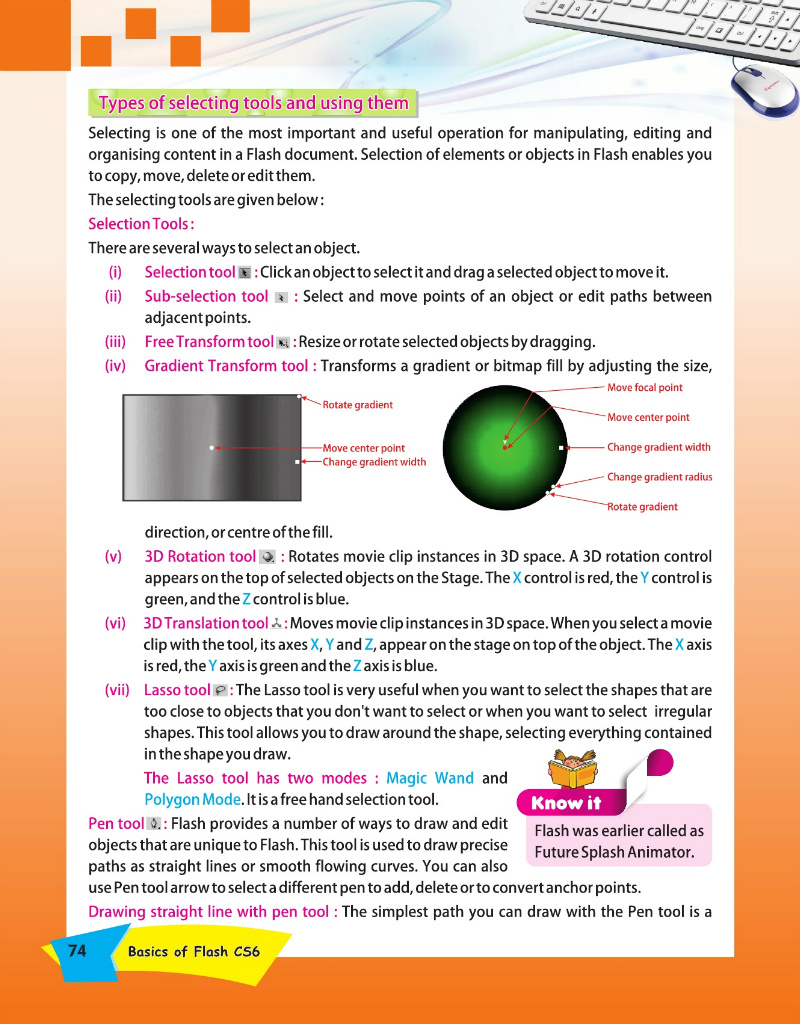 Types of selecting tools and using them
Selecting is one of the most important and useful operation for manipulating, editing and
organising content in a Flash document. Selection of elements or objects in Flash enables you
to copy, move, delete or edit them.
The selecting tools are given below :
Selection Tools :
There are several ways to select an object.
(i) Selection tool : Click an object to select it and drag a selected object to move it.
(ii) Sub-selection tool : Select and move points of an object or edit paths between
adjacent points.
(iii) Free Transform tool : Resize or rotate selected objects by dragging.
(iv) Gradient Transform tool : Transforms a gradient or bitmap fill by adjusting the size,
Rotate gradient
Move center point
Change gradient width
Move focal point
Move center point
Change gradient width
Change gradient radius
Rotate gradient
direction, or centre of the fill.
(v) 3D Rotation tool : Rotates movie clip instances in 3D space. A 3D rotation control
appears on the top of selected objects on the Stage. The X control is red, the Y control is
green, and the Z control is blue.
(vi) 3D Translation tool : Moves movie clip instances in 3D space. When you select a movie
clip with the tool, its axes X, Y and Z, appear on the stage on top of the object. The X axis
is red, the Y axis is green and the Z axis is blue.
(vii) Lasso tool : The Lasso tool is very useful when you want to select the shapes that are
too close to objects that you don't want to select or when you want to select irregular
shapes. This tool allows you to draw around the shape, selecting everything contained
in the shape you draw.
The Lasso tool has two modes : Magic Wand and
Polygon Mode. It is a free hand selection tool.
Know it
Flash was earlier called as
Future Splash Animator.
Pen tool : Flash provides a number of ways to draw and edit
objects that are unique to Flash. This tool is used to draw precise
paths as straight lines or smooth flowing curves. You can also
use Pen tool arrow to select a different pen to add, delete or to convert anchor points.
Drawing straight line with pen tool : The simplest path you can draw with the Pen tool is a
74 Basics of Flash CS6